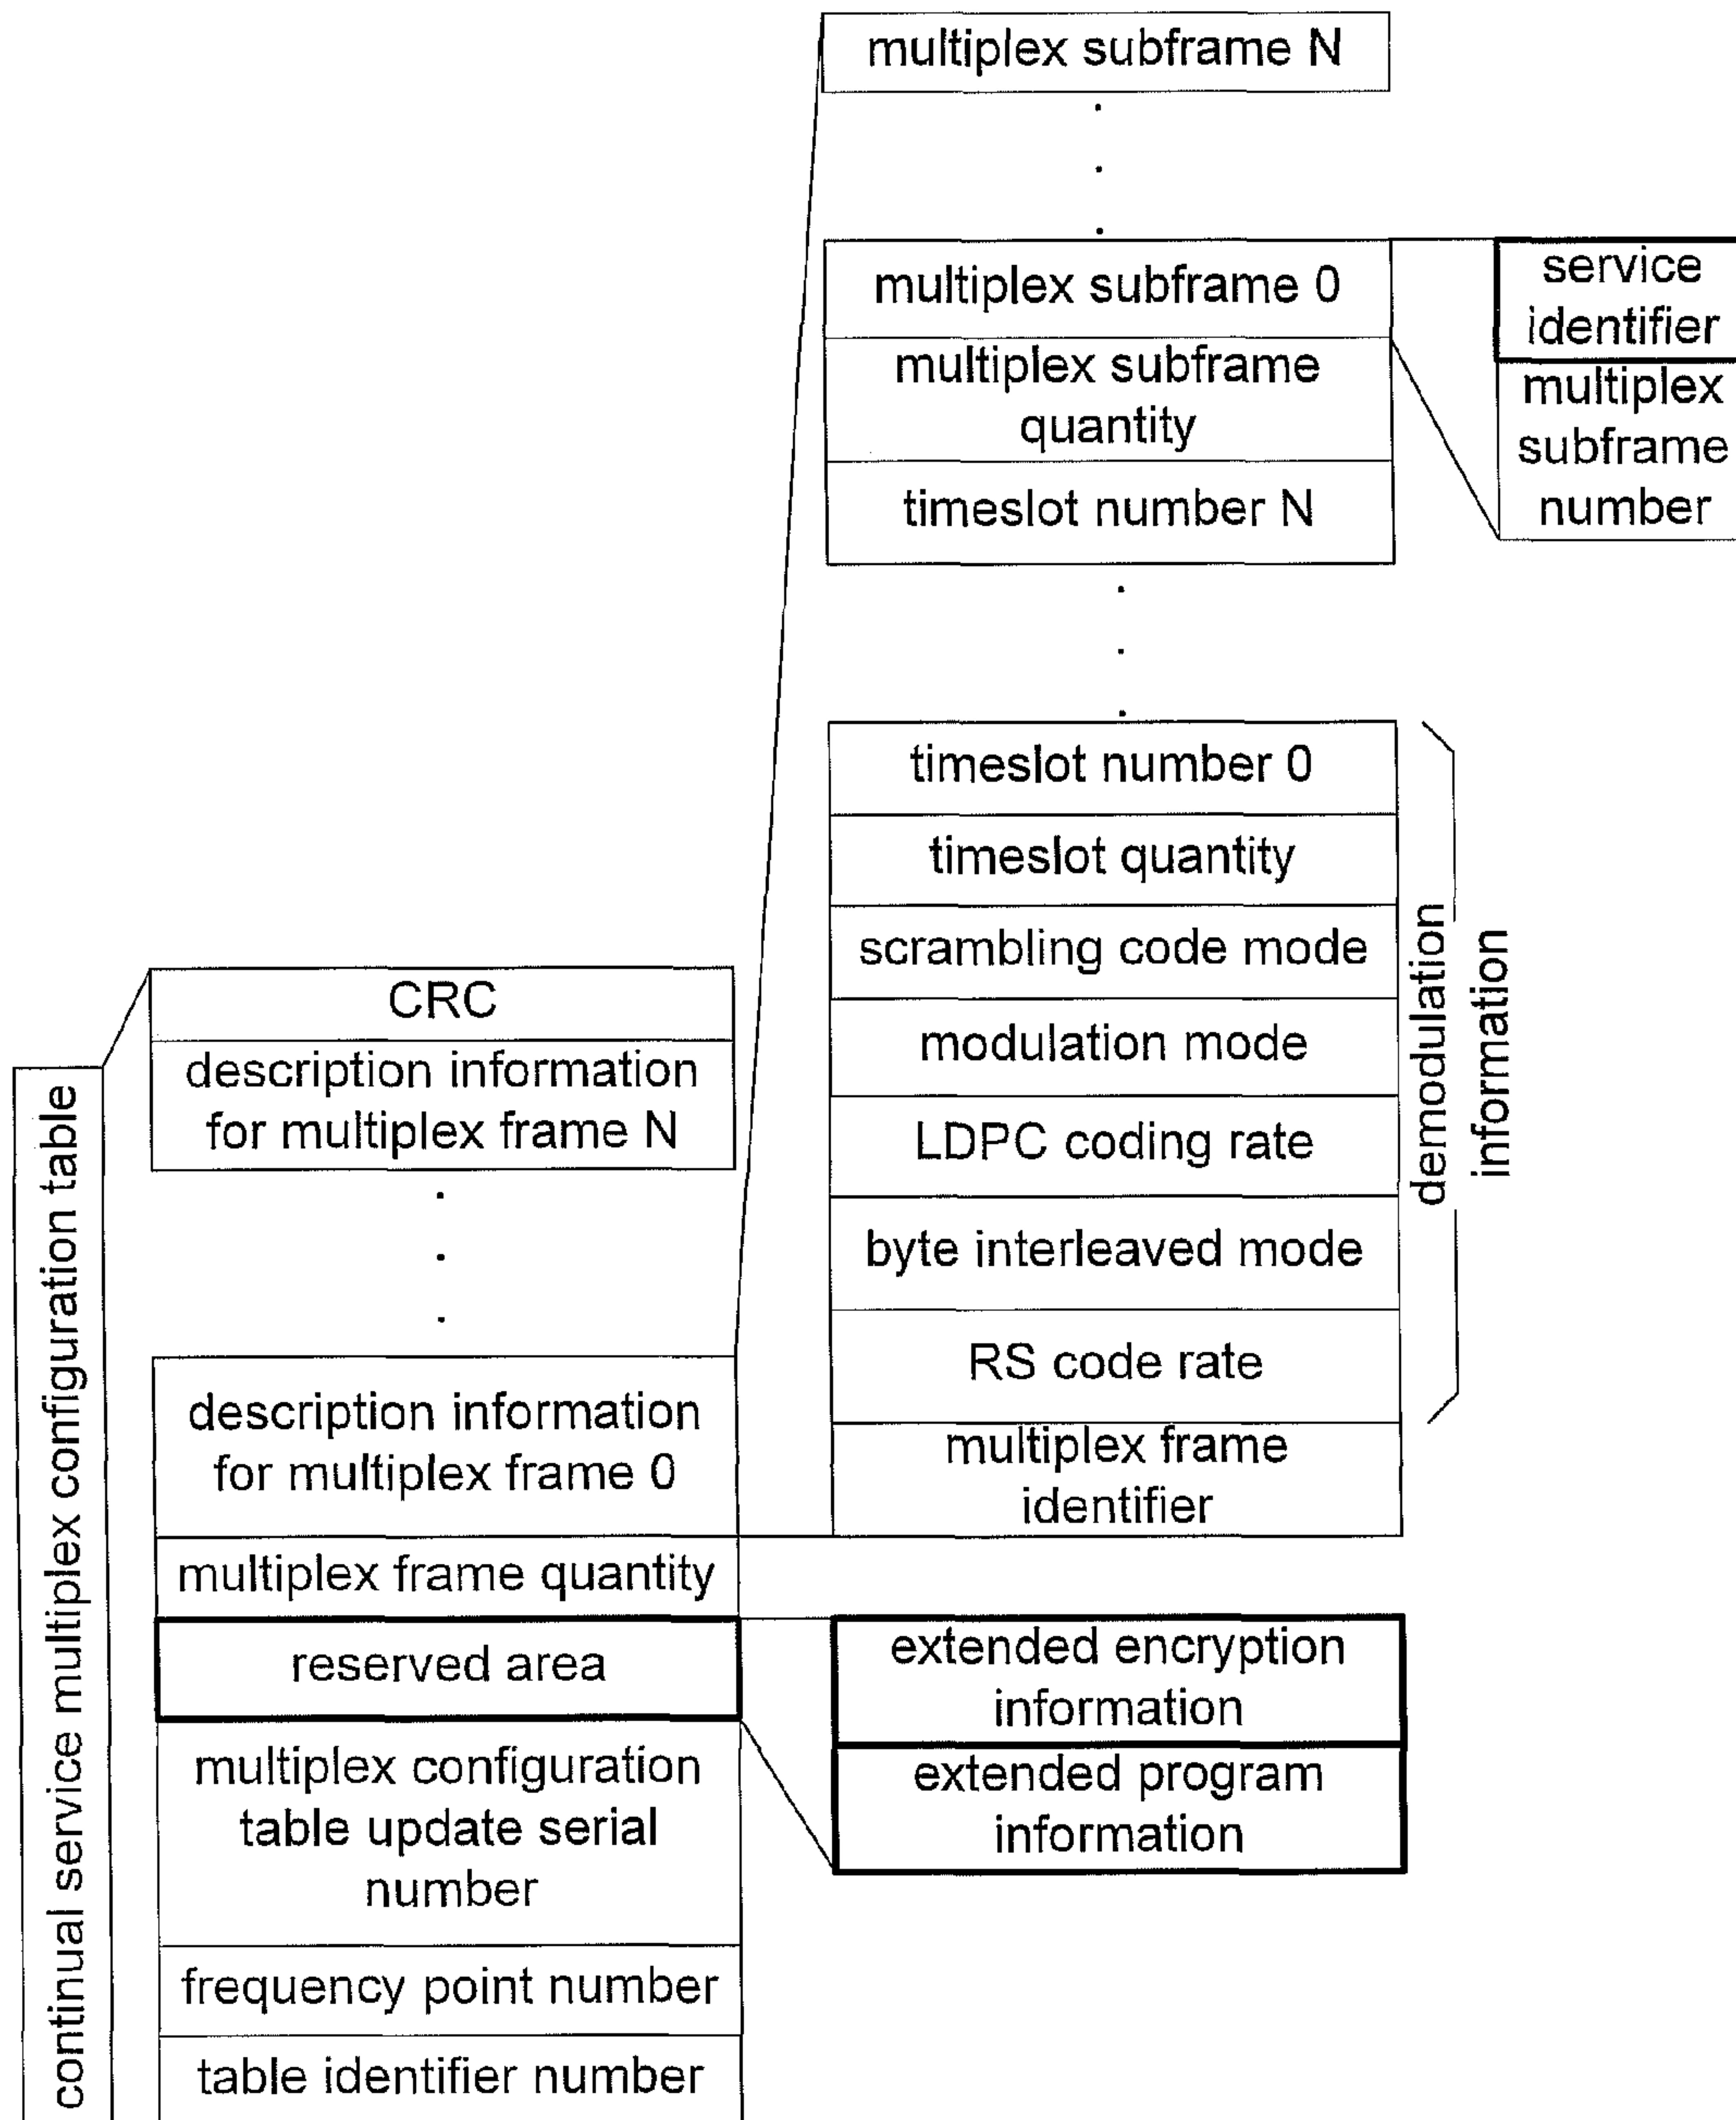 multiplex subframe N
multiplex subframe 0
multiplex subframe
quantity
timeslot number N
service
identifier
multiplex
subframe
number
timeslot number 0
timeslot quantity
scrambling code mode
modulation mode
LDPC coding rate
byte interleaved mode
RS code rate
multiplex frame
identifier
demodulation
information
continual service multiplex configuration table
CRC
description information
for multiplex frame N
description information
for multiplex frame 0
multiplex frame quantity
reserved area
multiplex configuration
table update serial
number
frequency point number
table identifier number
extended encryption
information
extended program
information